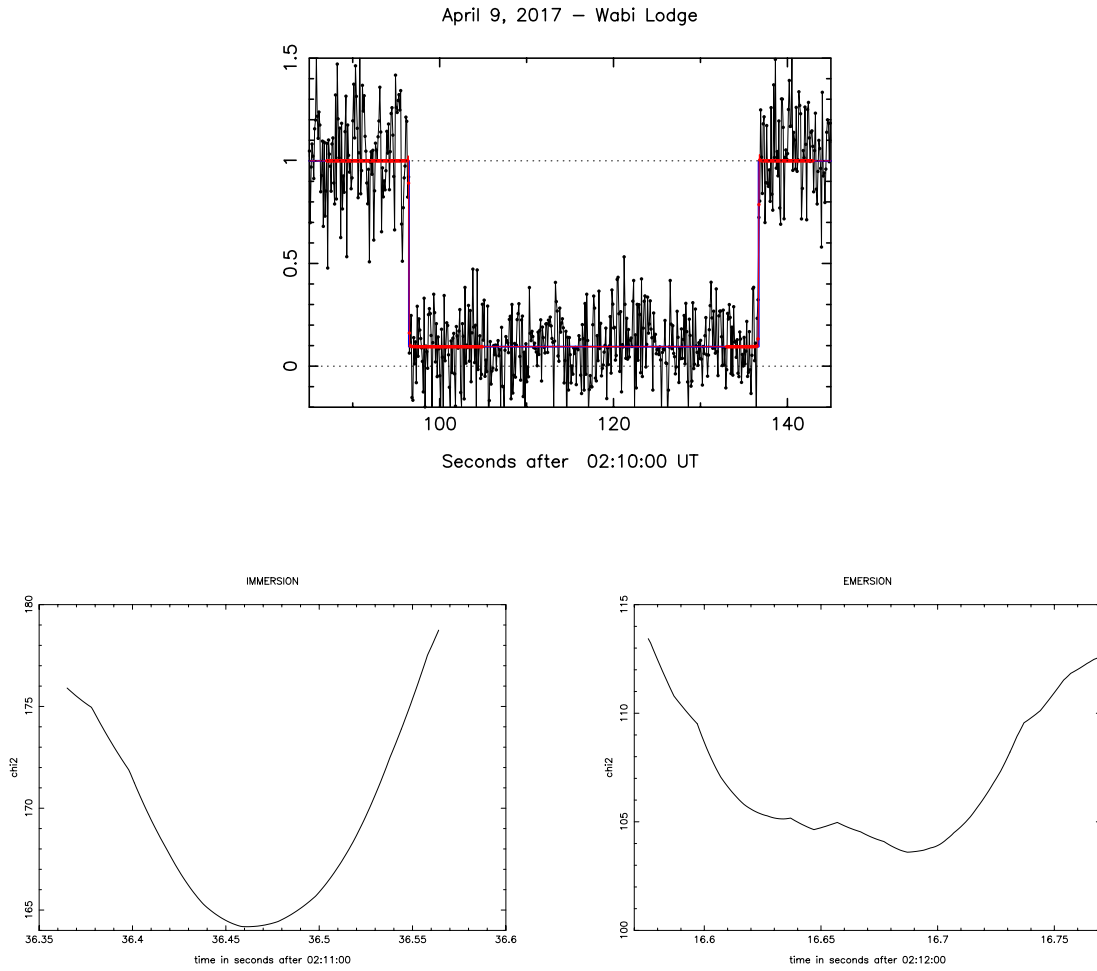 April 9, 2017 – Wabi Lodge
1.5
1
0.5
0
100 120 140
Seconds after 02:10:00 UT
IMMERSION
180
175
170
165
chi2
36.35 36.4 36.45 36.5 36.55 36.6
time in seconds after 02:11:00
EMERSION
115
110
105
100
chi2
16.6 16.65 16.7 16.75
time in seconds after 02:12:00